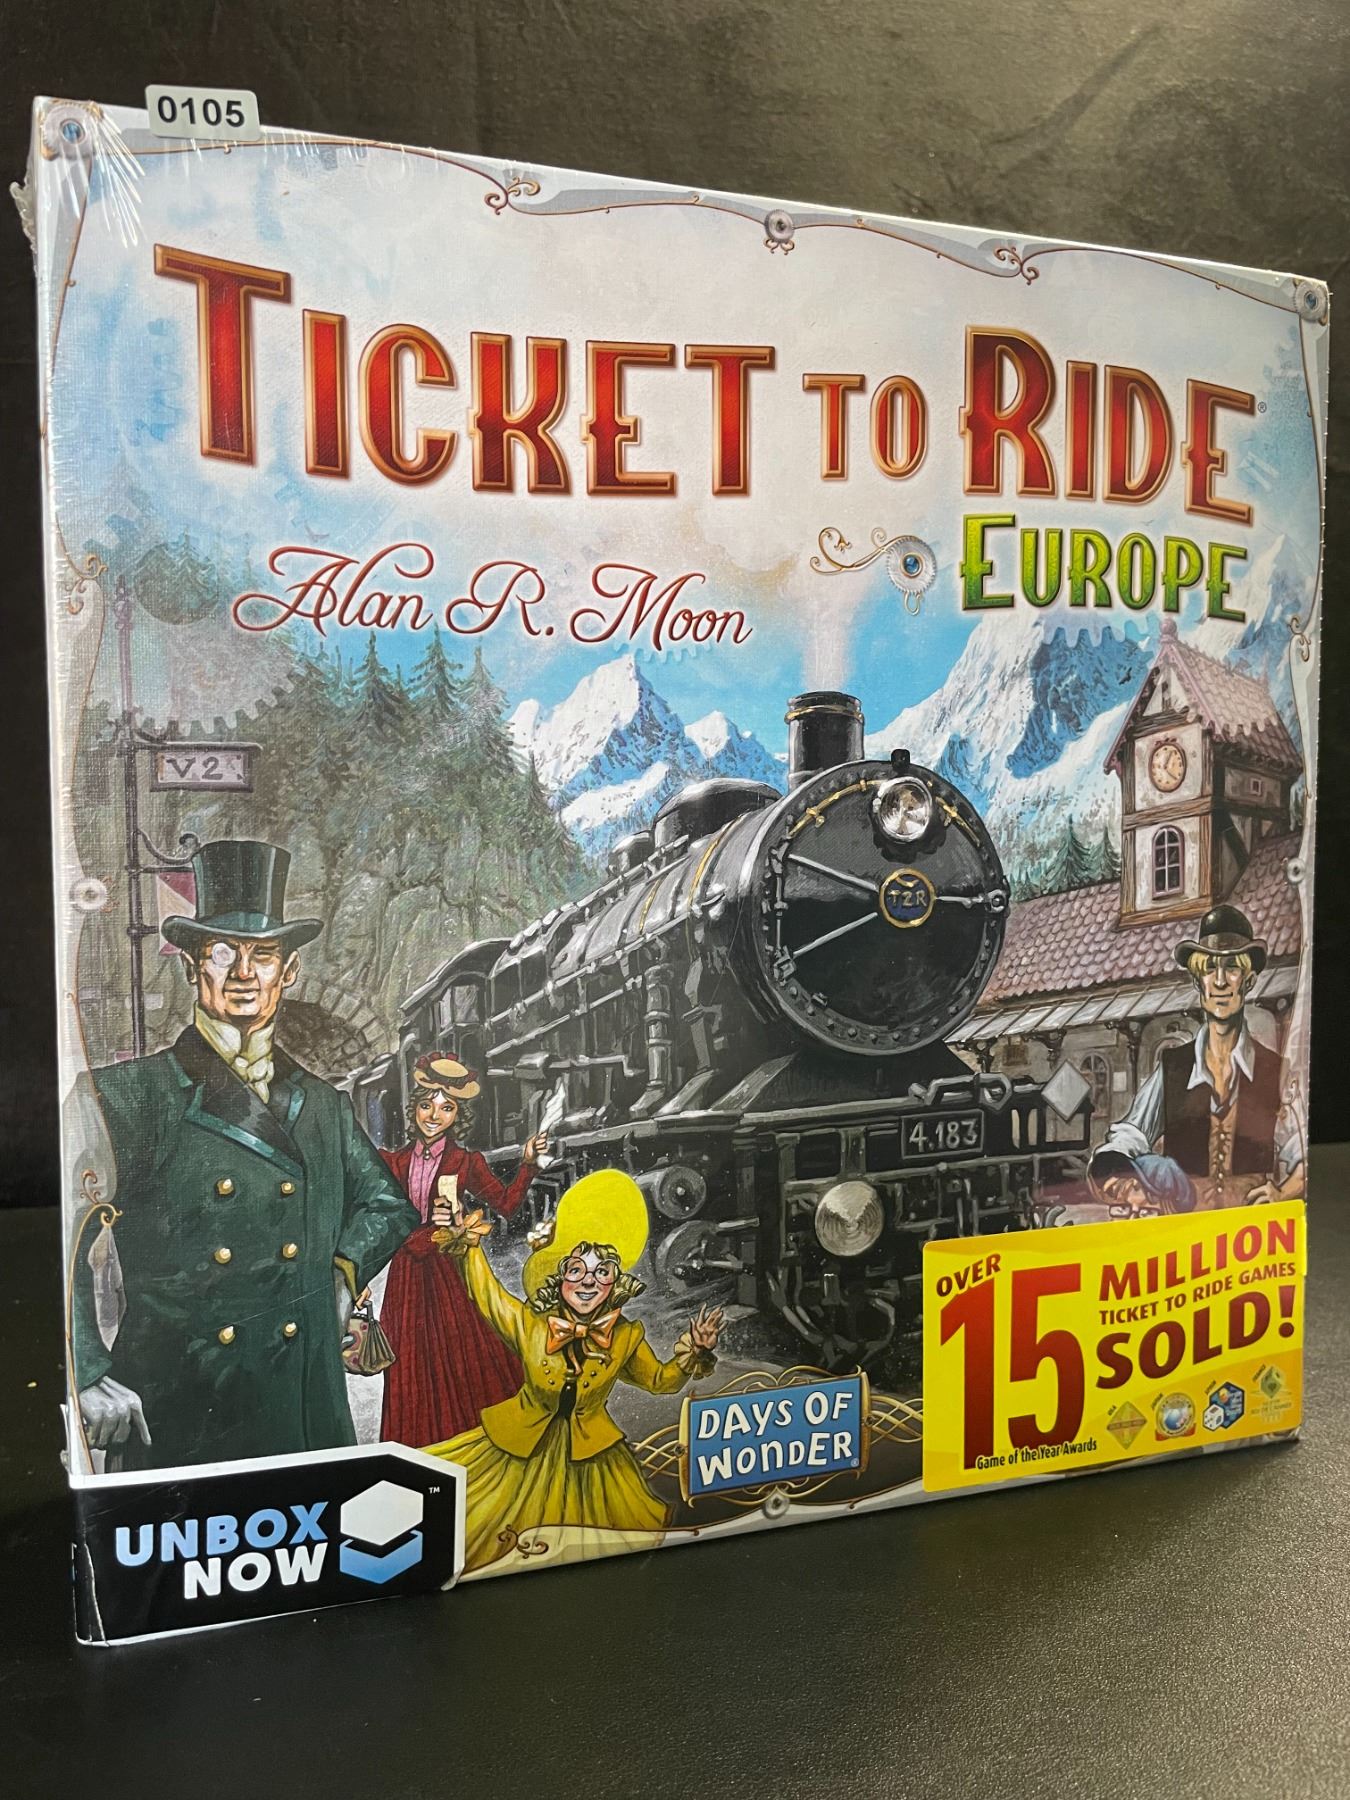 0105
TICKET TO RIDE®
EUROPE
Alan R. Moon
V2
T2R
4.183
OVER
15 MILLION
TICKET TO RIDE GAMES
SOLD!
Game of the Year Awards
DAYS OF
WONDER®
UNBOX
NOW™